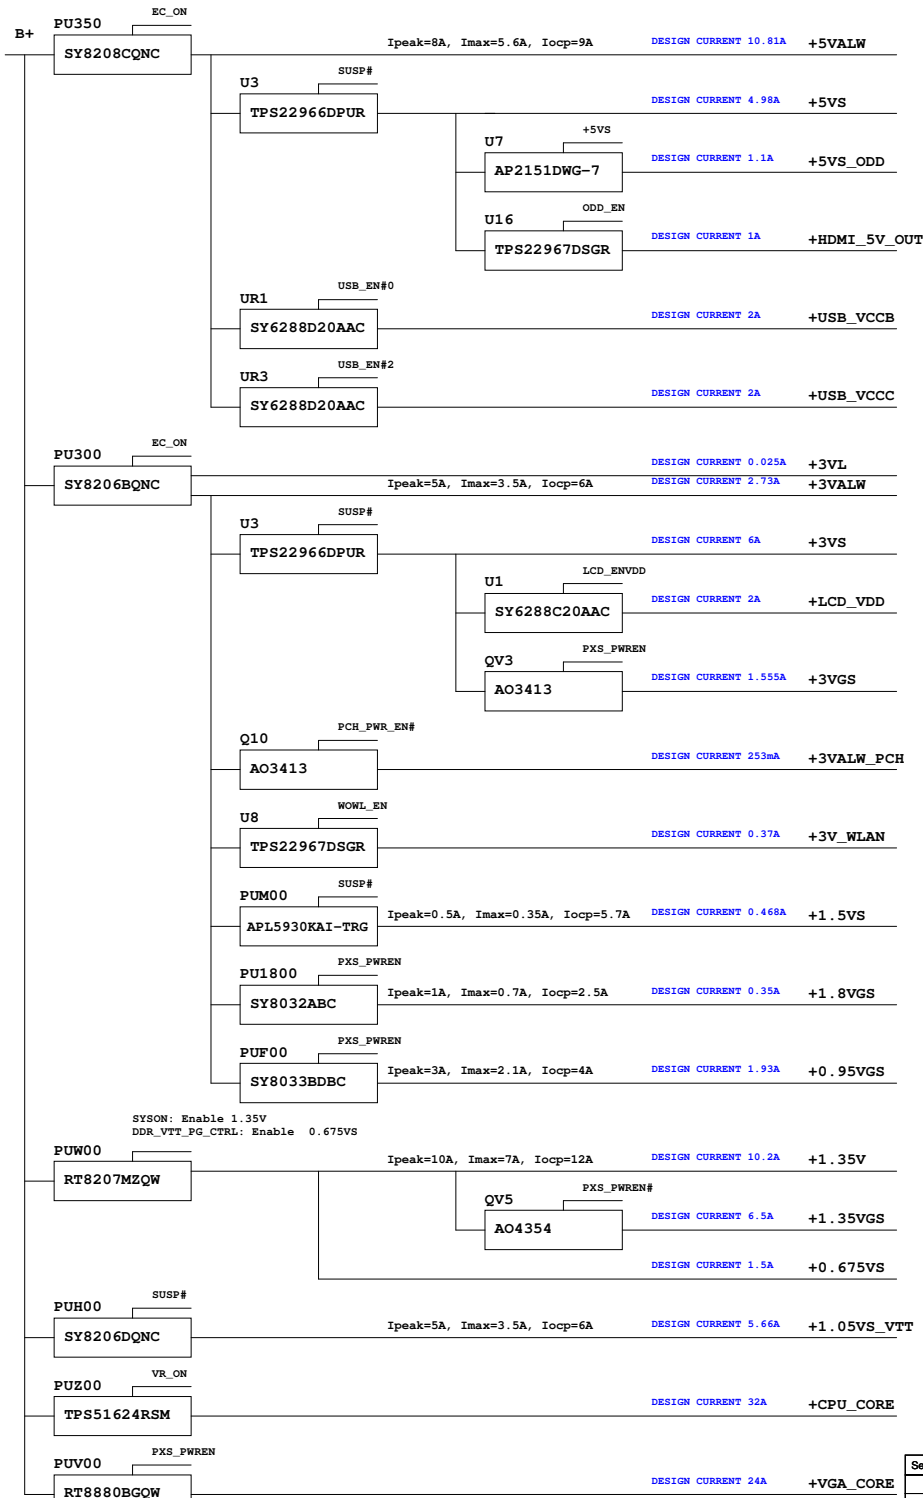 B+
PU350
EC_ON
SY8208CQNC
Ipeak=8A, Imax=5.6A, Iocp=9A
DESIGN CURRENT 10.81A
+5VALW
U3
SUSP#
TPS22966DPUR
DESIGN CURRENT 4.98A
+5VS
U7
+5VS
AP2151DWG-7
DESIGN CURRENT 1.1A
+5VS_ODD
U16
ODD_EN
TPS22967DSGR
DESIGN CURRENT 1A
+HDMI_5V_OUT
UR1
USB_EN#0
SY6288D20AAC
DESIGN CURRENT 2A
+USB_VCCB
UR3
USB_EN#2
SY6288D20AAC
DESIGN CURRENT 2A
+USB_VCCC
PU300
EC_ON
SY8206BQNC
DESIGN CURRENT 0.025A
+3VL
Ipeak=5A, Imax=3.5A, Iocp=6A
DESIGN CURRENT 2.73A
+3VALW
U3
SUSP#
TPS22966DPUR
DESIGN CURRENT 6A
+3VS
U1
LCD_ENVDD
SY6288C20AAC
DESIGN CURRENT 2A
+LCD_VDD
QV3
PXS_PWREN
AO3413
DESIGN CURRENT 1.555A
+3VGS
Q10
PCH_PWR_EN#
AO3413
DESIGN CURRENT 253mA
+3VALW_PCH
U8
WOWL_EN
TPS22967DSGR
DESIGN CURRENT 0.37A
+3V_WLAN
PUM00
SUSP#
APL5930KAI-TRG
Ipeak=0.5A, Imax=0.35A, Iocp=5.7A
DESIGN CURRENT 0.468A
+1.5VS
PU1800
PXS_PWREN
SY8032ABC
Ipeak=1A, Imax=0.7A, Iocp=2.5A
DESIGN CURRENT 0.35A
+1.8VGS
PUF00
PXS_PWREN
SY8033BDBC
Ipeak=3A, Imax=2.1A, Iocp=4A
DESIGN CURRENT 1.93A
+0.95VGS
SYSON: Enable 1.35V
DDR_VTT_PG_CTRL: Enable 0.675VS
PUW00
RT8207MZQW
Ipeak=10A, Imax=7A, Iocp=12A
DESIGN CURRENT 10.2A
+1.35V
QV5
PXS_PWREN#
AO4354
DESIGN CURRENT 6.5A
+1.35VGS
DESIGN CURRENT 1.5A
+0.675VS
PUH00
SUSP#
SY8206DQNC
Ipeak=5A, Imax=3.5A, Iocp=6A
DESIGN CURRENT 5.66A
+1.05VS_VTT
PUZ00
VR_ON
TPS51624RSM
DESIGN CURRENT 32A
+CPU_CORE
PUV00
PXS_PWREN
RT8880BGQW
DESIGN CURRENT 24A
+VGA_CORE
Se